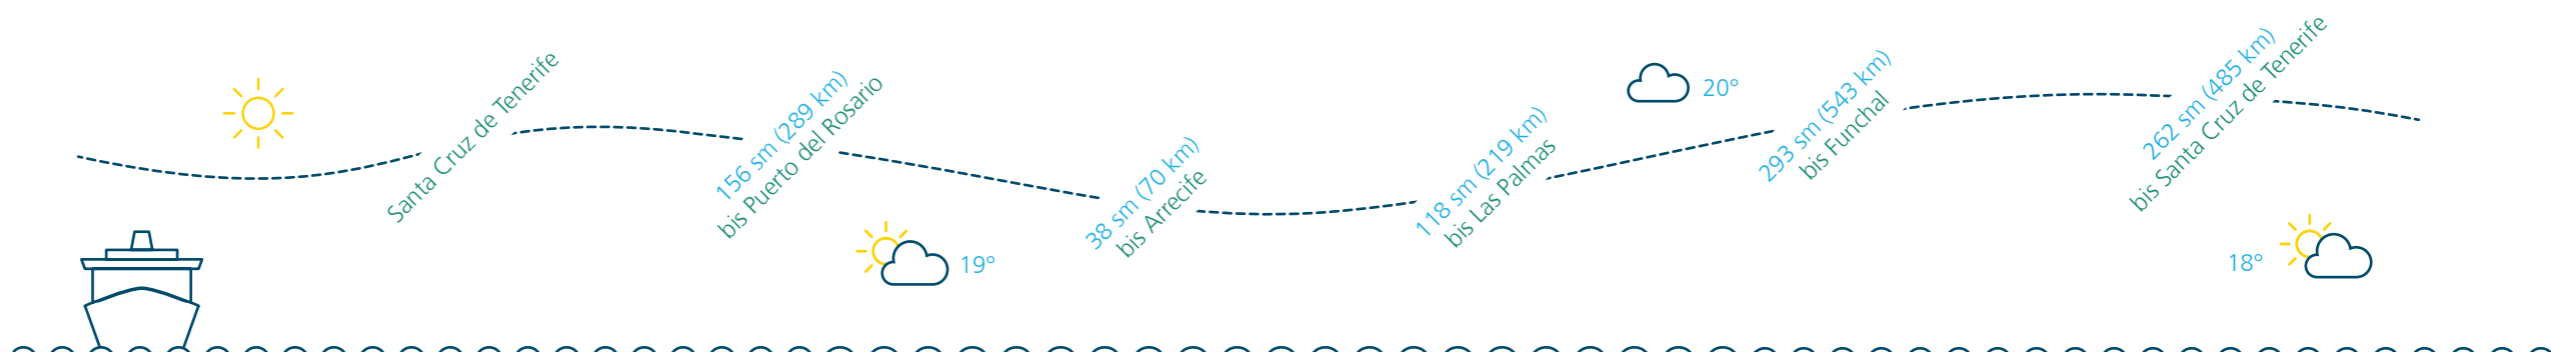 Santa Cruz de Tenerife
156 sm (289 km)
bis Puerto del Rosario
19°
38 sm (70 km)
bis Arrecife
118 sm (219 km)
bis Las Palmas
20°
293 sm (543 km)
bis Funchal
262 sm (485 km)
bis Santa Cruz de Tenerife
18°